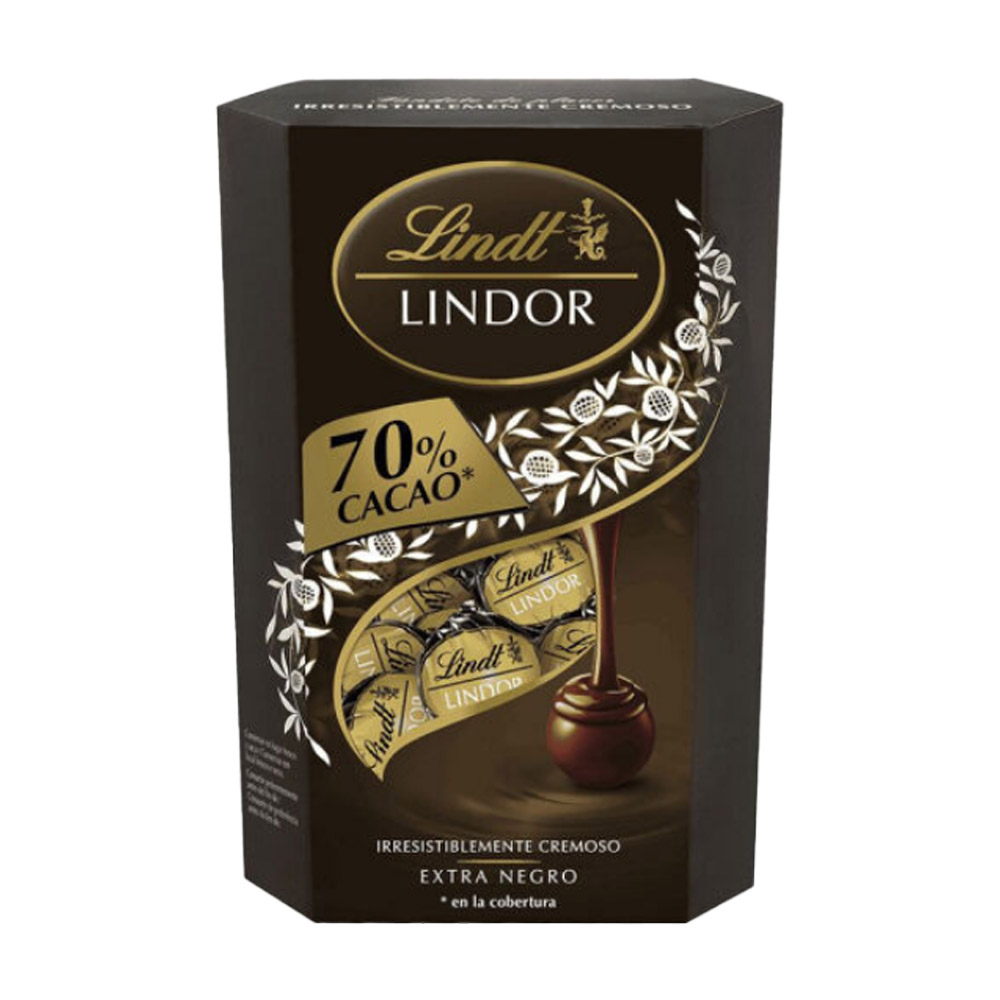 IRRESISTIBLEMENTE CREMOSO
Lindt
LINDOR
70%
CACAO*
Lindt
LINDOR
Lindt
LINDOR
Lindt
IRRESISTIBLEMENTE CREMOSO
EXTRA NEGRO
* en la cobertura